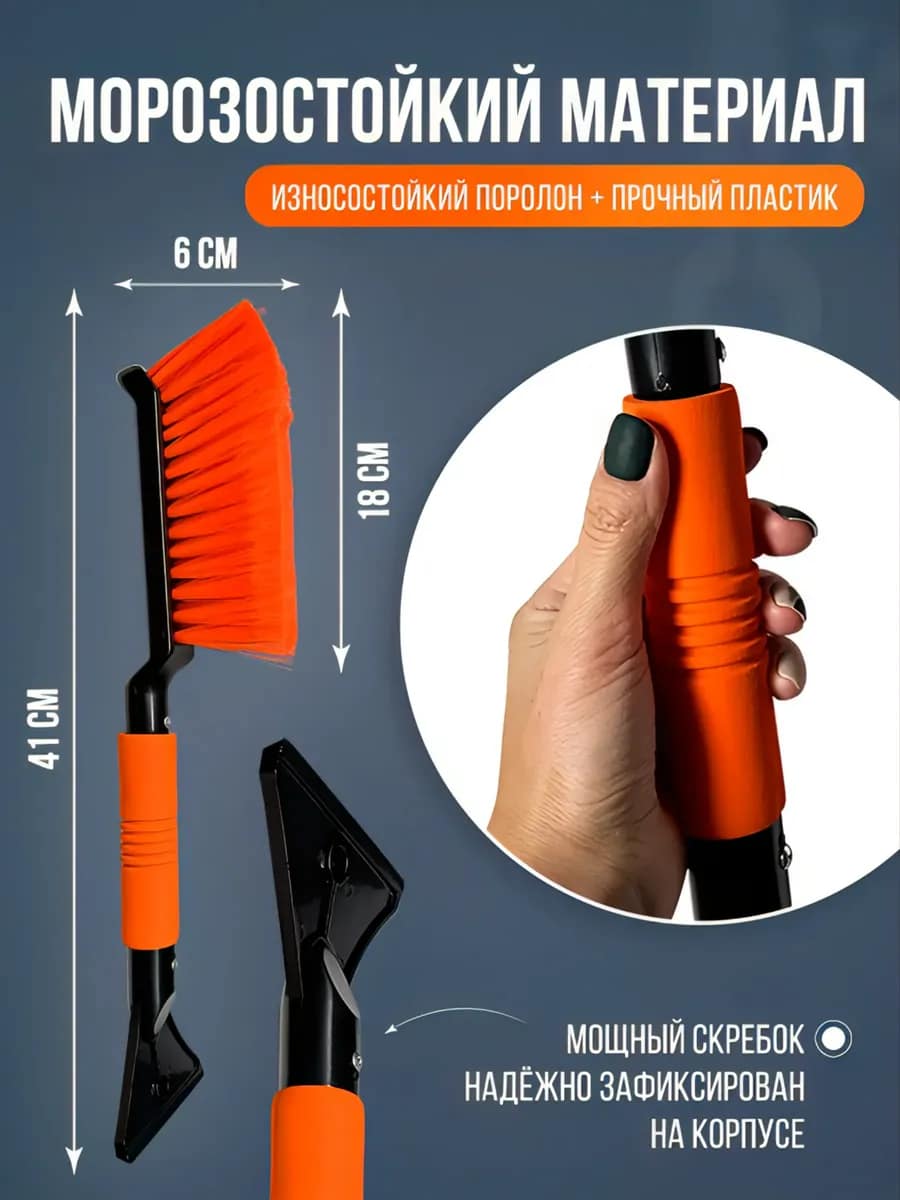 МОРОЗОСТОЙКИЙ МАТЕРИАЛ
ИЗНОСОСТОЙКИЙ ПОРОЛОН + ПРОЧНЫЙ ПЛАСТИК
6 СМ
18 СМ
41 СМ
МОЩНЫЙ СКРЕБОК
НАДЁЖНО ЗАФИКСИРОВАН
НА КОРПУСЕ